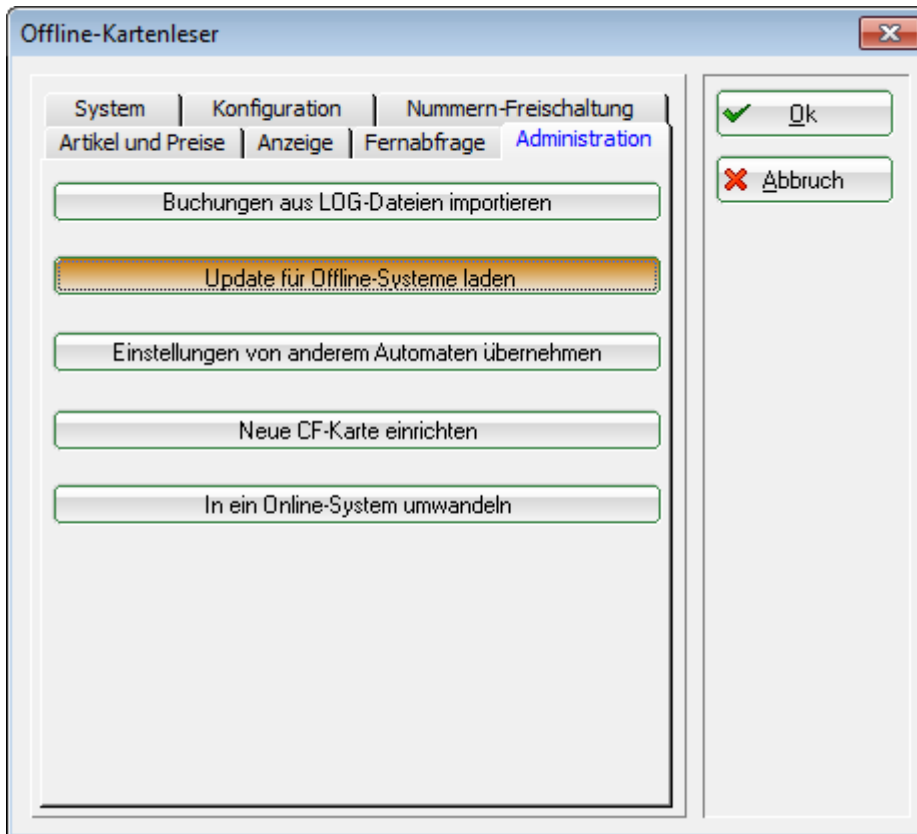 Offline-Kartenleser
System Konfiguration Nummern-Freischaltung
Artikel und Preise Anzeige Fernabfrage Administration
Buchungen aus LOG-Dateien importieren
Update für Offline-Systeme laden
Einstellungen von anderem Automaten übernehmen
Neue CF-Karte einrichten
In ein Online-System umwandeln
Ok
Abbruch